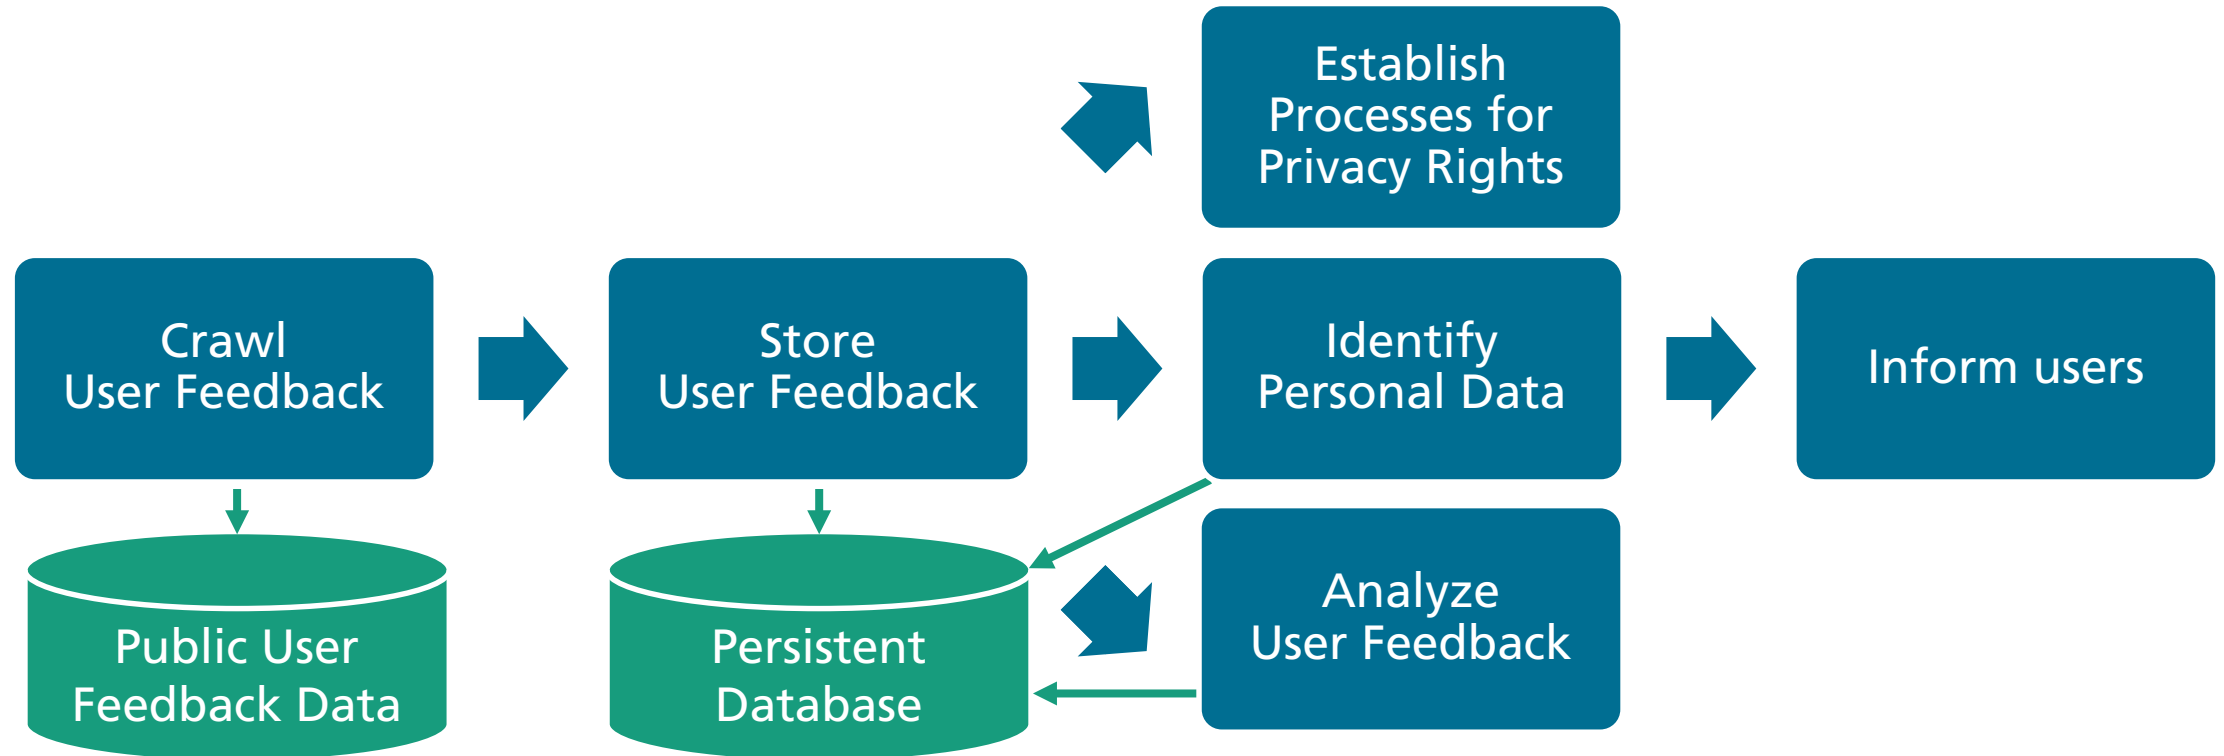 Establish
Processes for
Privacy Rights
Crawl
User Feedback
Store
User Feedback
Identify
Personal Data
Inform users
Analyze
User Feedback
Public User
Feedback Data
Persistent
Database